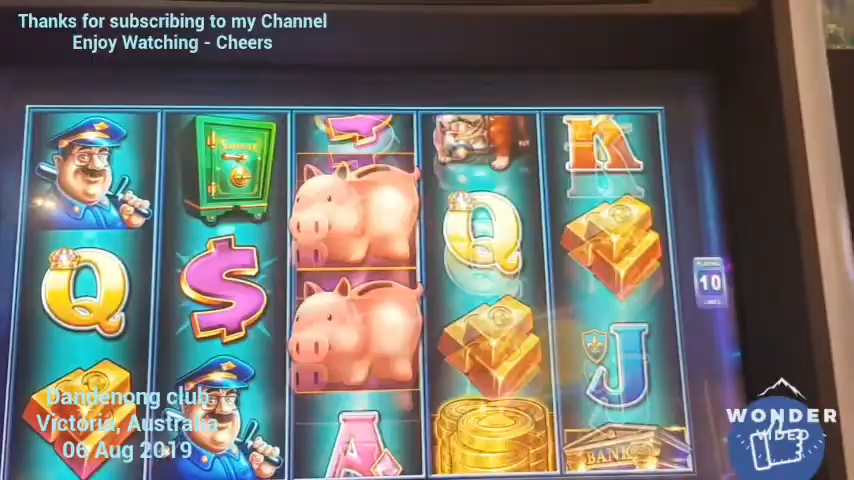 Thanks for subscribing to my Channel
Enjoy Watching - Cheers
K
Q
Q
$
PLAYING
10
LINES
J
A
BANK
Dandenong club
Victoria, Australia
06 Aug 2019
WONDER
VIDEO